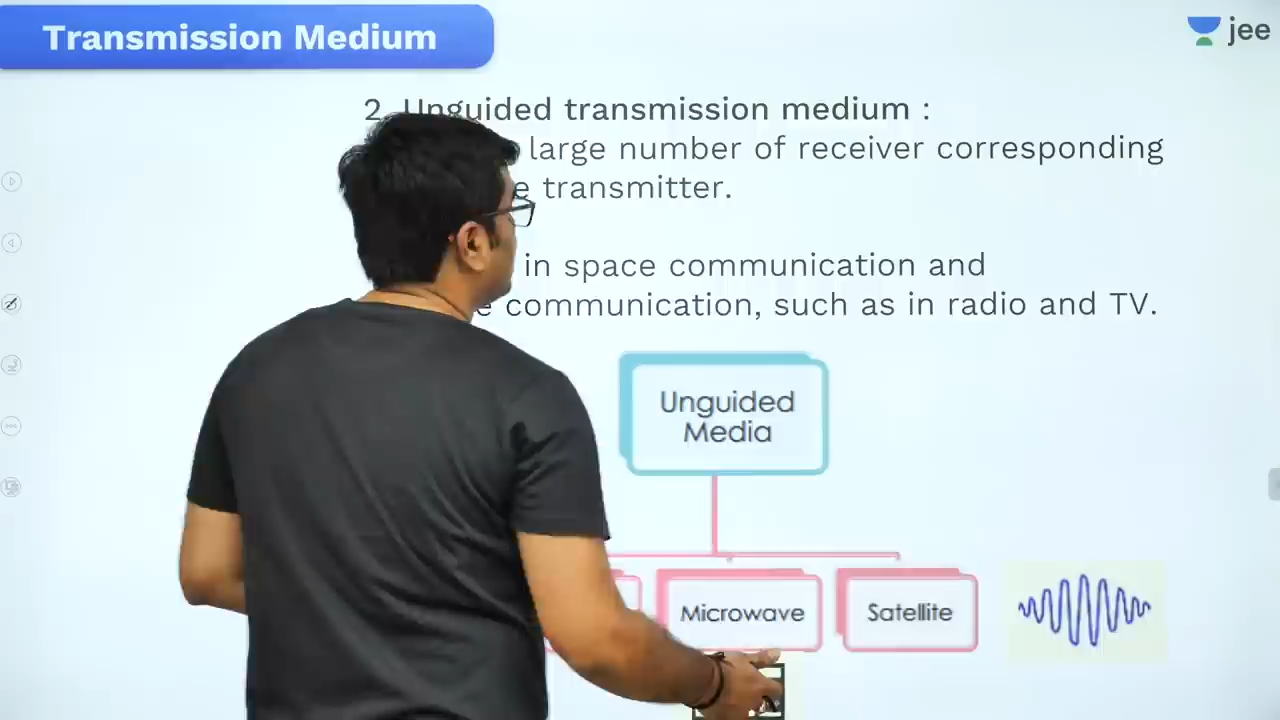 Transmission Medium
jee
2. Unguided transmission medium :
large number of receiver corresponding
transmitter.
in space communication and
communication, such as in radio and TV.
Unguided
Media
Microwave
Satellite